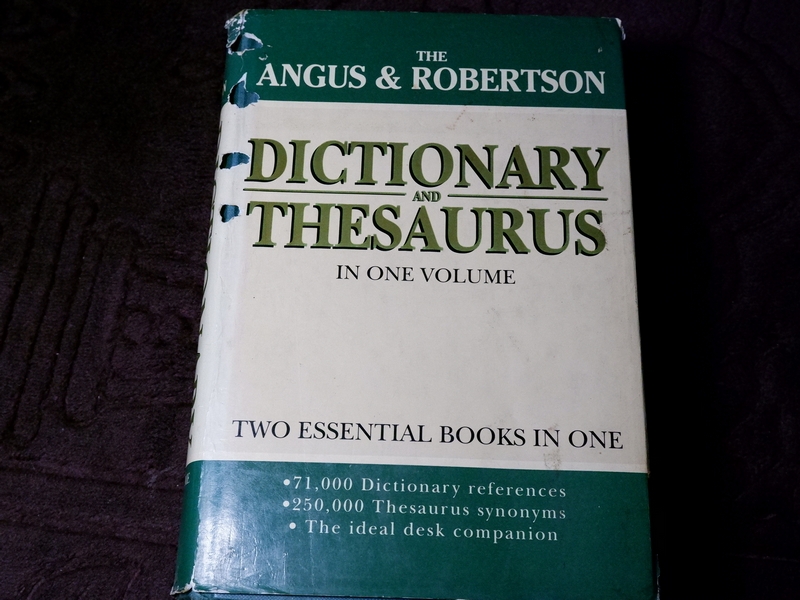 THE
ANGUS & ROBERTSON
DICTIONARY
AND
THESAURUS
IN ONE VOLUME
TWO ESSENTIAL BOOKS IN ONE
•71,000 Dictionary references
•250,000 Thesaurus synonyms
• The ideal desk companion